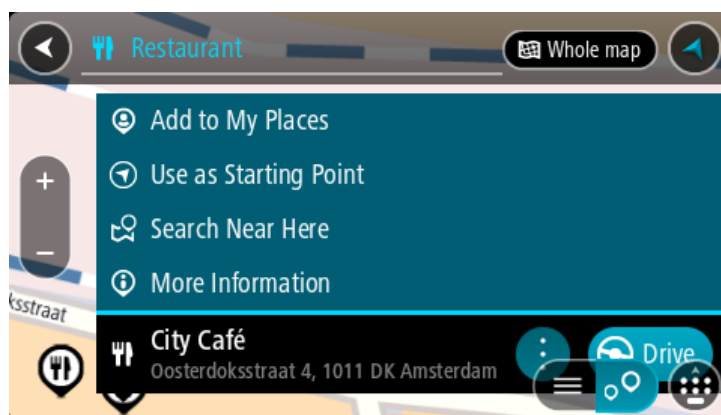 Restaurant
Whole map
Add to My Places
Use as Starting Point
Search Near Here
More Information
ksstraat
City Café
Oosterdoksstraat 4, 1011 DK Amsterdam
Drive